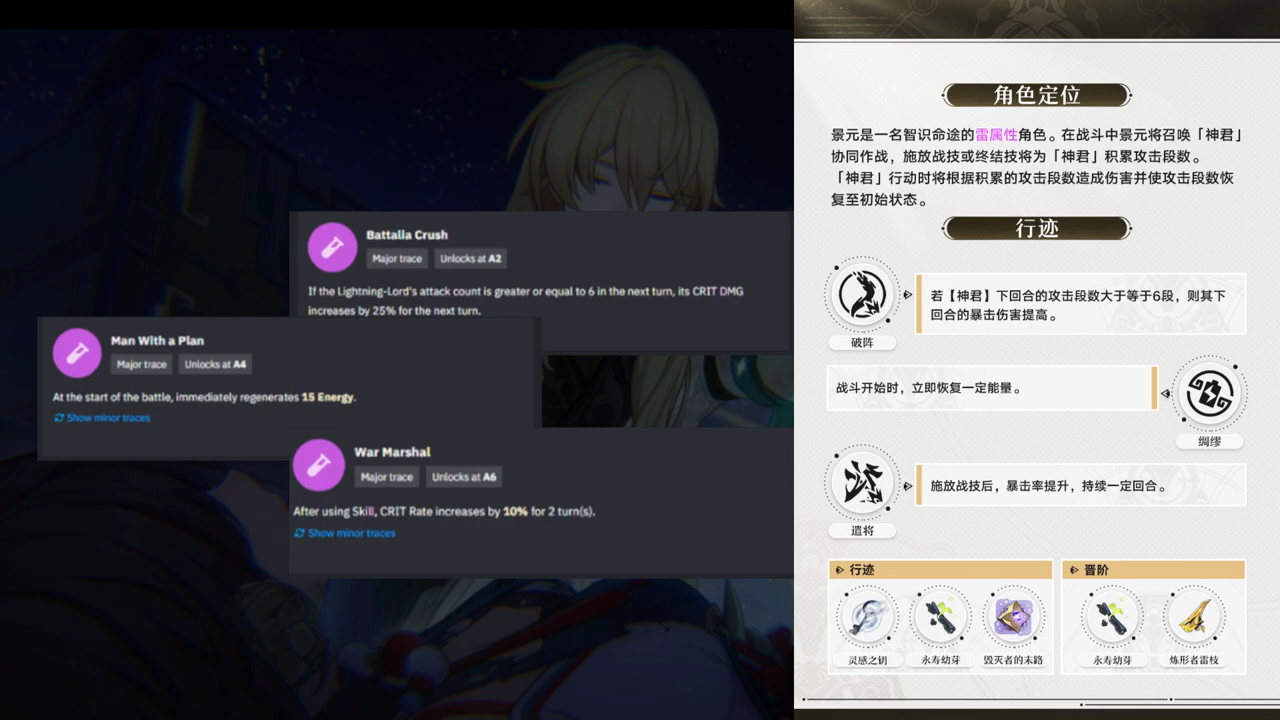 Battalia Crush
Major trace
Unlocks at A2
If the Lightning-Lord's attack count is greater or equal to 6 in the next turn, its CRIT DMG
increases by 25% for the next turn.
Man With a Plan
Major trace
Unlocks at A4
At the start of the battle, immediately regenerates 15 Energy.
Show minor traces
War Marshal
Major trace
Unlocks at A6
After using Skill, CRIT Rate increases by 10% for 2 turn(s).
Show minor traces
角色定位
景元是一名智识命途的雷属性角色。在战斗中景元将召唤「神君」
协同作战，施放战技或终结技将为「神君」积累攻击段数。
「神君」行动时将根据积累的攻击段数造成伤害并使攻击段数恢
复至初始状态。
行迹
若【神君】下回合的攻击段数大于等于6段，则其下
回合的暴击伤害提高。
破阵
战斗开始时，立即恢复一定能量。
绸缪
施放战技后，暴击率提升，持续一定回合。
遣将
行迹
灵感之钥
永寿幼芽
毁灭者的末路
晋阶
永寿幼芽
炼形者雷枝